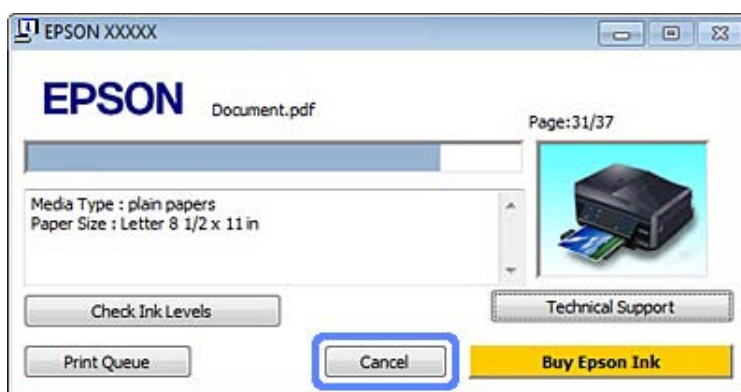 EPSON XXXXX
EPSON Document.pdf
Page:31/37
Media Type : plain papers
Paper Size : Letter 8 1/2 x 11 in
Check Ink Levels
Technical Support
Print Queue
Cancel
Buy Epson Ink